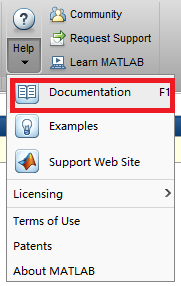 ?
Community
Request Support
Help
Learn MATLAB
Documentation F1
Examples
Support Web Site
Licensing
Terms of Use
Patents
About MATLAB